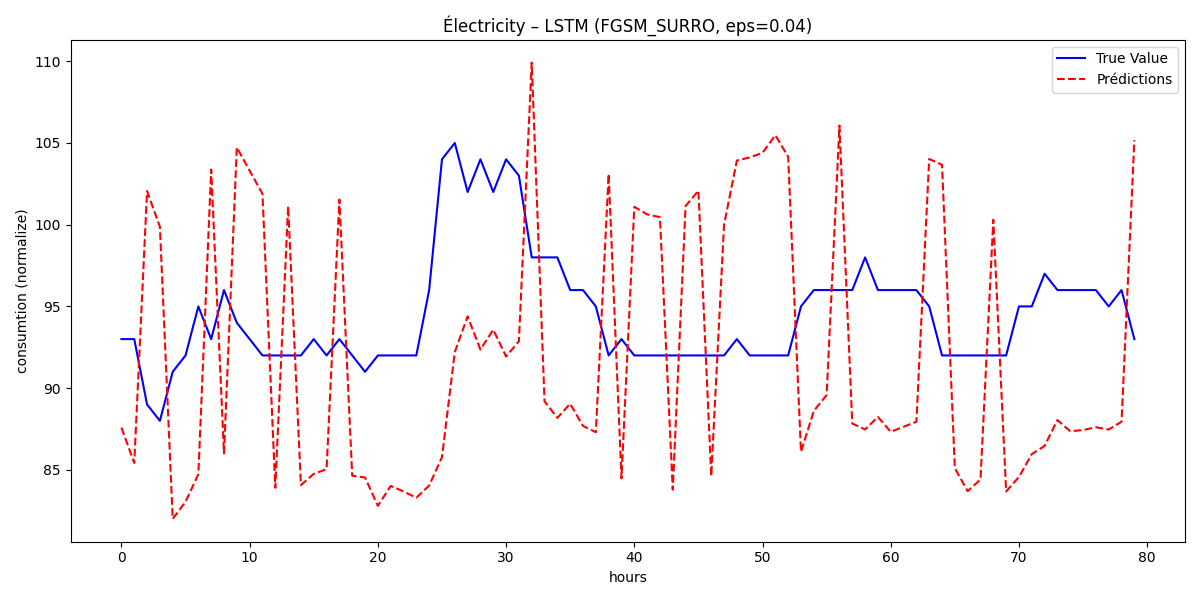 Électricity – LSTM (FGSM_SURRO, eps=0.04)
True Value
Prédictions
consumtion (normalize)
110
105
100
95
90
85
0 10 20 30 40 50 60 70 80
hours